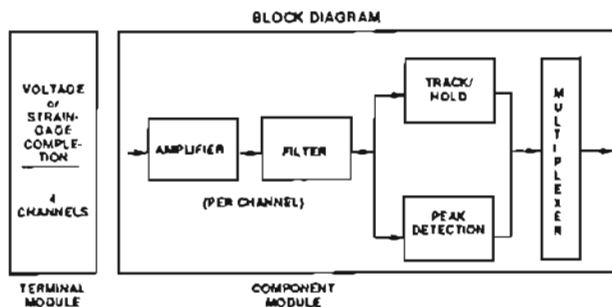 BLOCK DIAGRAM
VOLTAGE
or
STRAIN-
GAGE
COMPLE-
TION
4
CHANNELS
TERMINAL
MODULE
AMPLIFIER
FILTER
(PER CHANNEL)
TRACK/
HOLD
PEAK
DETECTION
MULTIPLEXER
COMPONENT
MODULE